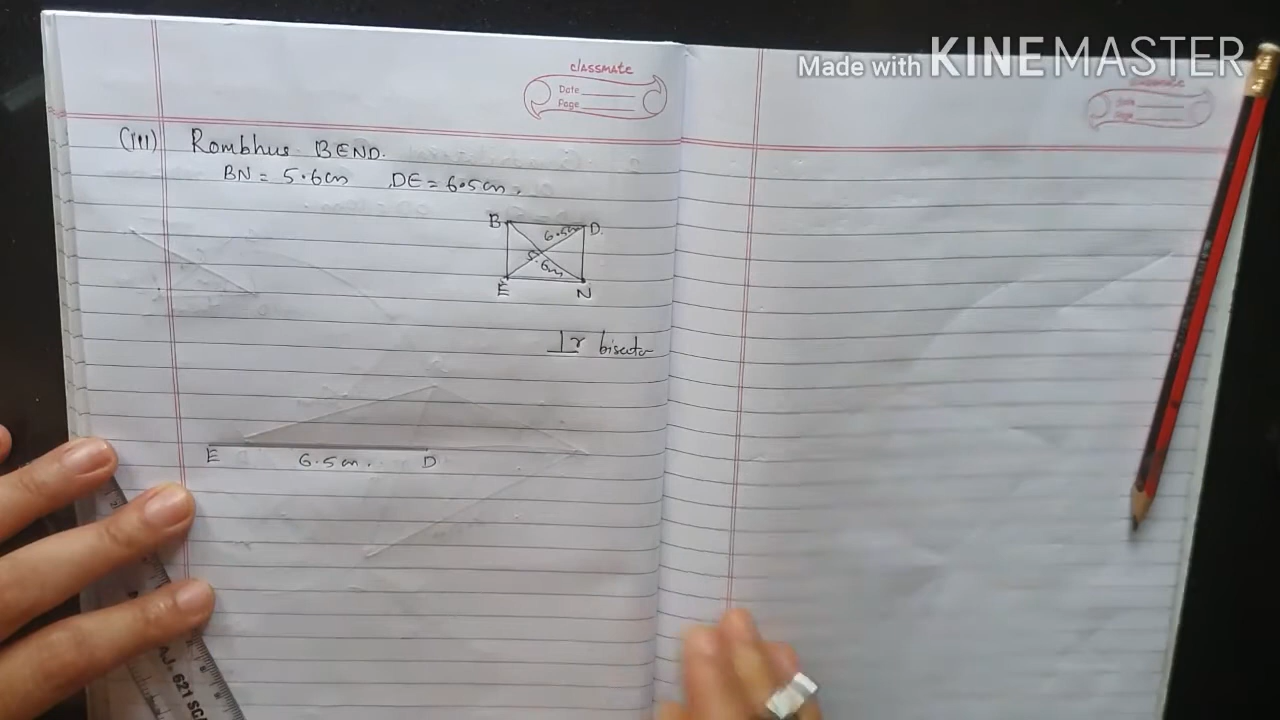 Made with KINEMASTER
classmate
Date
Page
(III) Rombhus BEND.
BN = 5.6cm DE = 6.5cm,
B D.
6.5cm
5.6cm
E N
⊥r bisector
E 6.5cm. D